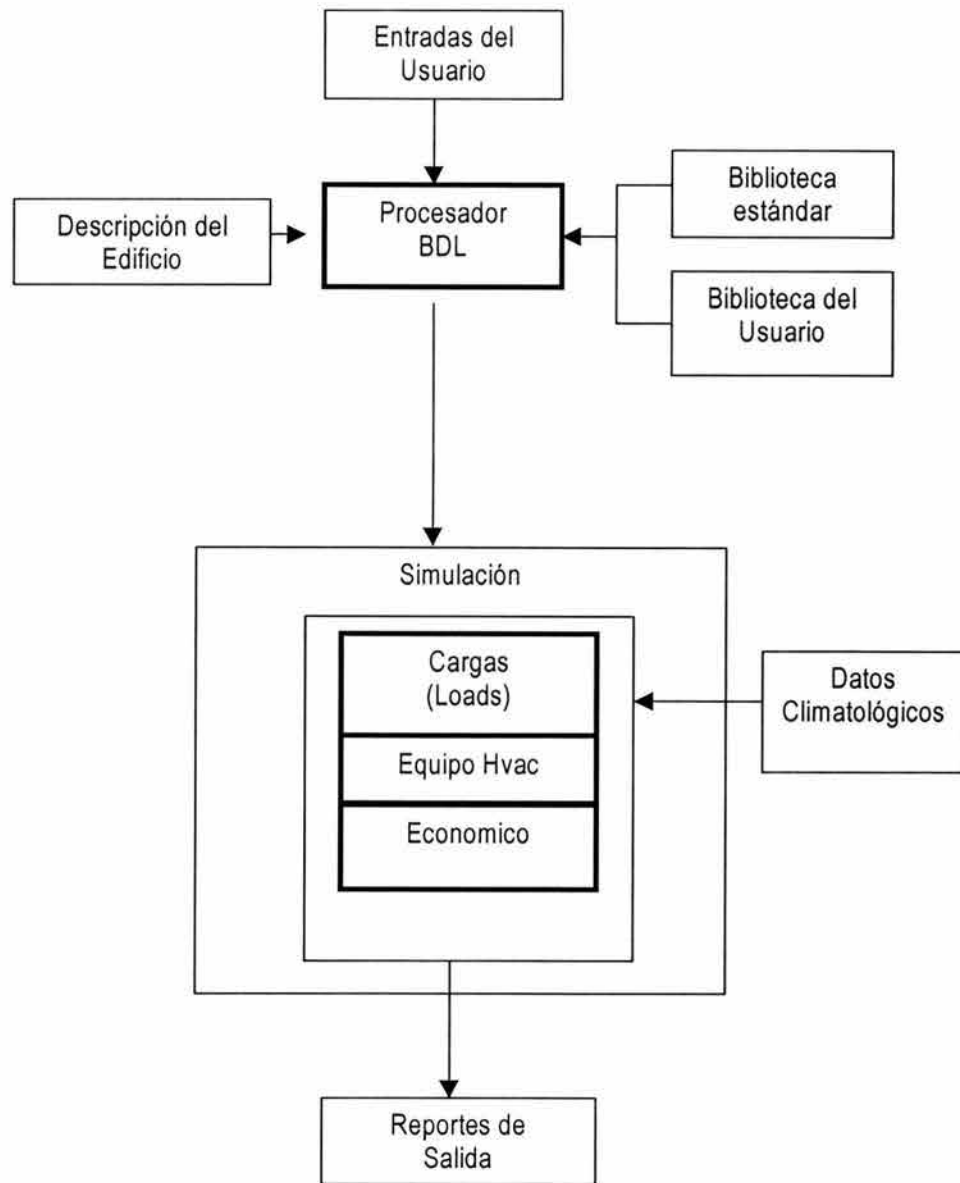 Entradas del
Usuario
Descripción del
Edificio
Procesador
BDL
Biblioteca
estándar
Biblioteca del
Usuario
Simulación
Cargas
(Loads)
Equipo Hvac
Economico
Datos
Climatológicos
Reportes de
Salida